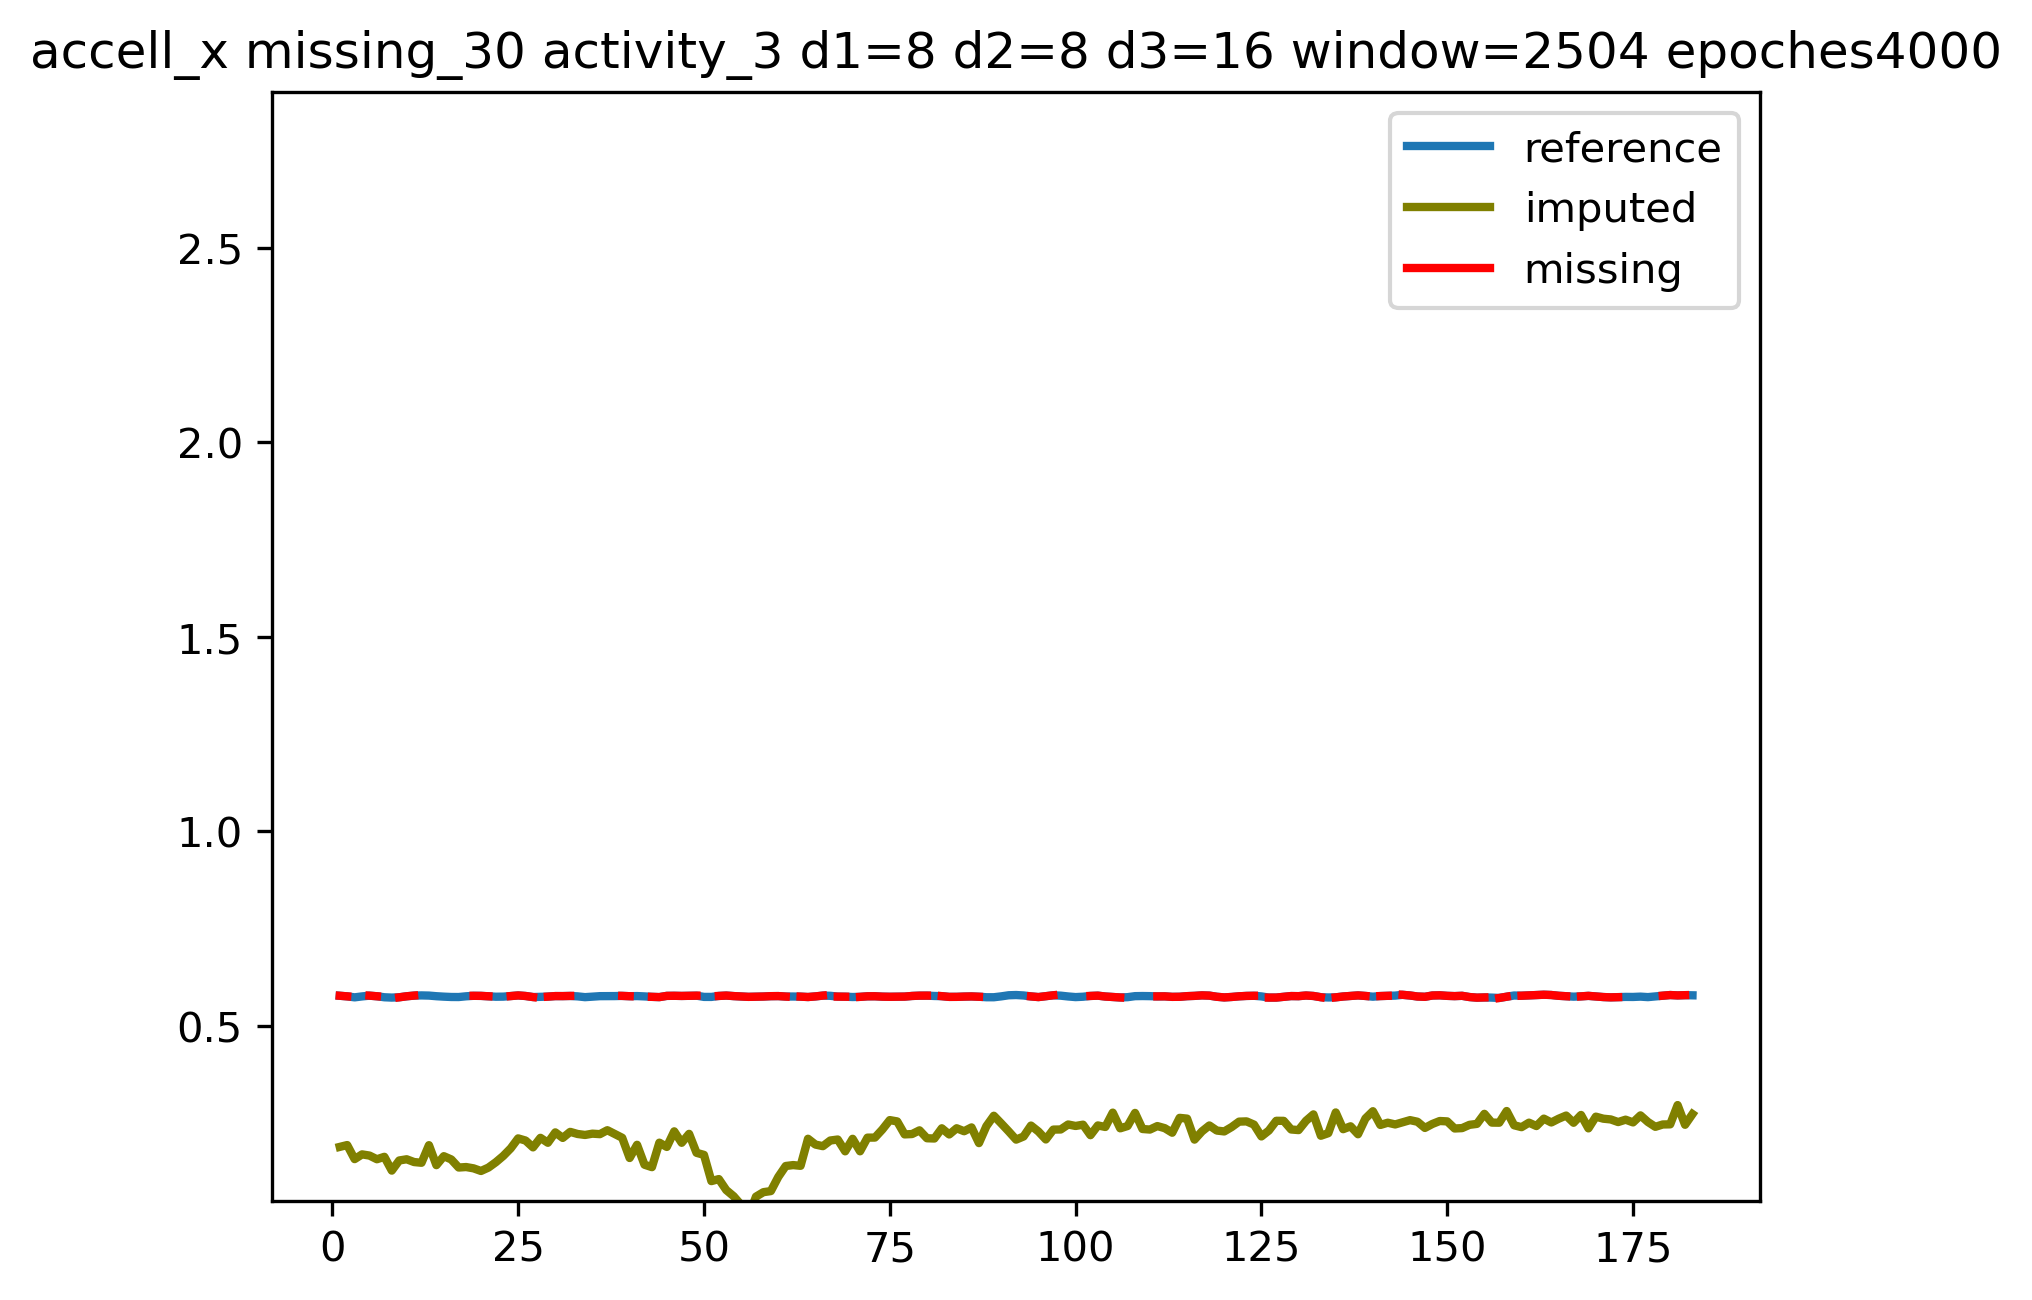 accell_x missing_30 activity_3 d1=8 d2=8 d3=16 window=2504 epoches4000
reference
imputed
missing
2.5
2.0
1.5
1.0
0.5
0 25 50 75 100 125 150 175